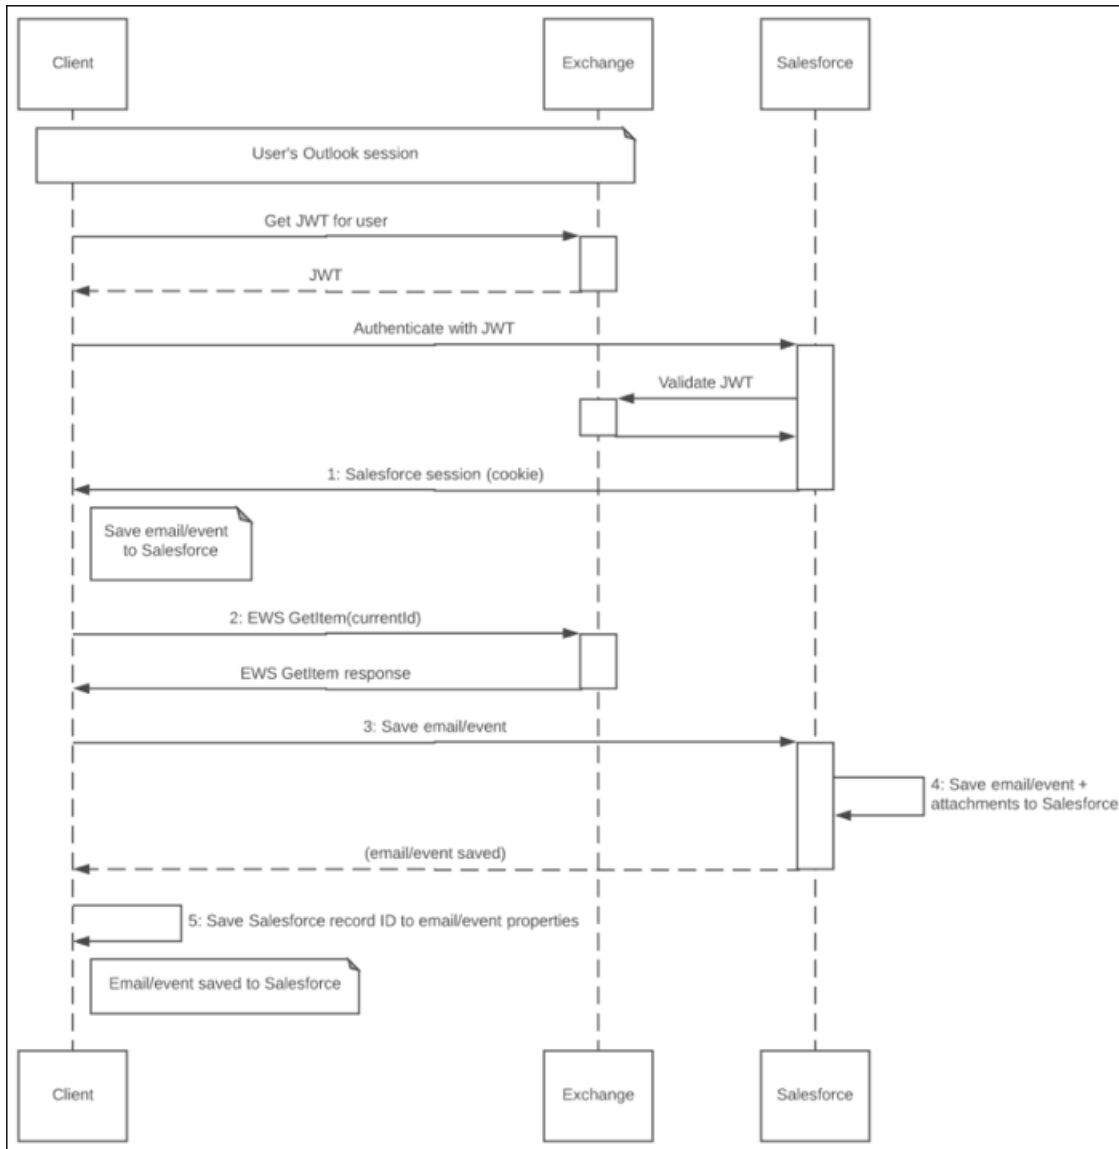 Client
Exchange
Salesforce
User's Outlook session
Get JWT for user
JWT
Authenticate with JWT
Validate JWT
1: Salesforce session (cookie)
Save email/event
to Salesforce
2: EWS GetItem(currentId)
EWS GetItem response
3: Save email/event
4: Save email/event +
attachments to Salesforce
(email/event saved)
5: Save Salesforce record ID to email/event properties
Email/event saved to Salesforce
Client
Exchange
Salesforce